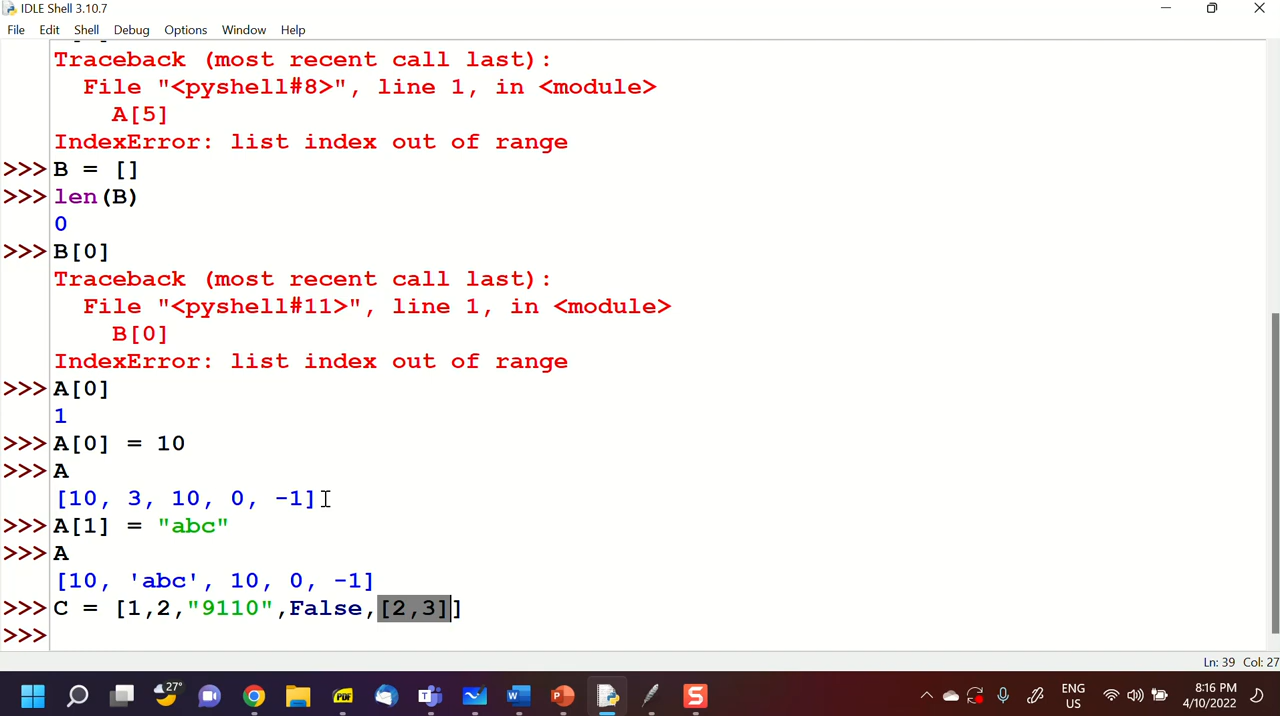 IDLE Shell 3.10.7
File Edit Shell Debug Options Window Help
Traceback (most recent call last):
File "<pyshell#8>", line 1, in <module>
A[5]
IndexError: list index out of range
>>> B = []
>>> len(B)
0
>>> B[0]
Traceback (most recent call last):
File "<pyshell#11>", line 1, in <module>
B[0]
IndexError: list index out of range
>>> A[0]
1
>>> A[0] = 10
>>> A
[10, 3, 10, 0, -1]
>>> A[1] = "abc"
>>> A
[10, 'abc', 10, 0, -1]
>>> C = [1,2,"9110",False,[2,3]]
>>>
Ln: 39 Col: 27
27°
PDF
S
ENG
US
8:16 PM
4/10/2022